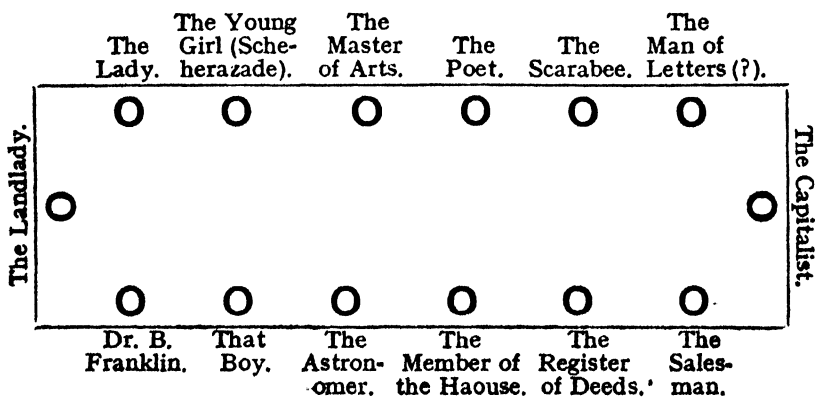 The
Lady.
The Young
Girl (Sche-
herazade).
The
Master
of Arts.
The
Poet.
The
Scarabee.
The
Man of
Letters (?).
The Landlady.
The Capitalist.
Dr. B.
Franklin.
That
Boy.
The
Astron-
omer.
The
Member of
the Haouse.
The
Register
of Deeds.
The
Sales-
man.